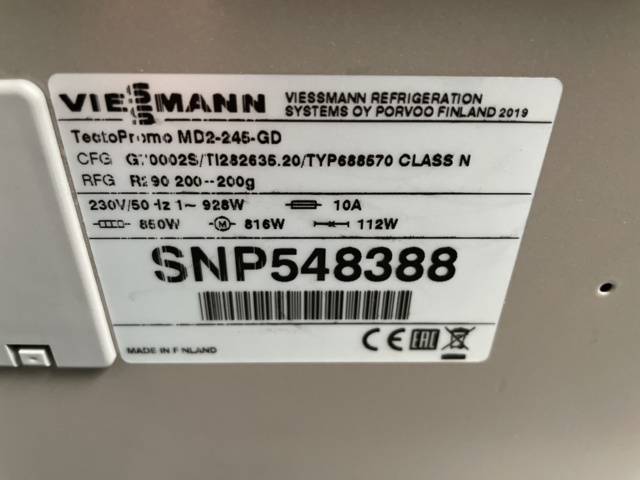 VIESSMANN
VIESSMANN REFRIGERATION
SYSTEMS OY PORVOO FINLAND 2019
TectoPromo MD2-245-GD
CFG G70002S/TI282635.20/TYP688570 CLASS N
RFG R290 200--200g
230V/50 Hz 1~ 928W 10A
850W M 816W 112W
SNP548388
CE EAC
MADE IN FINLAND